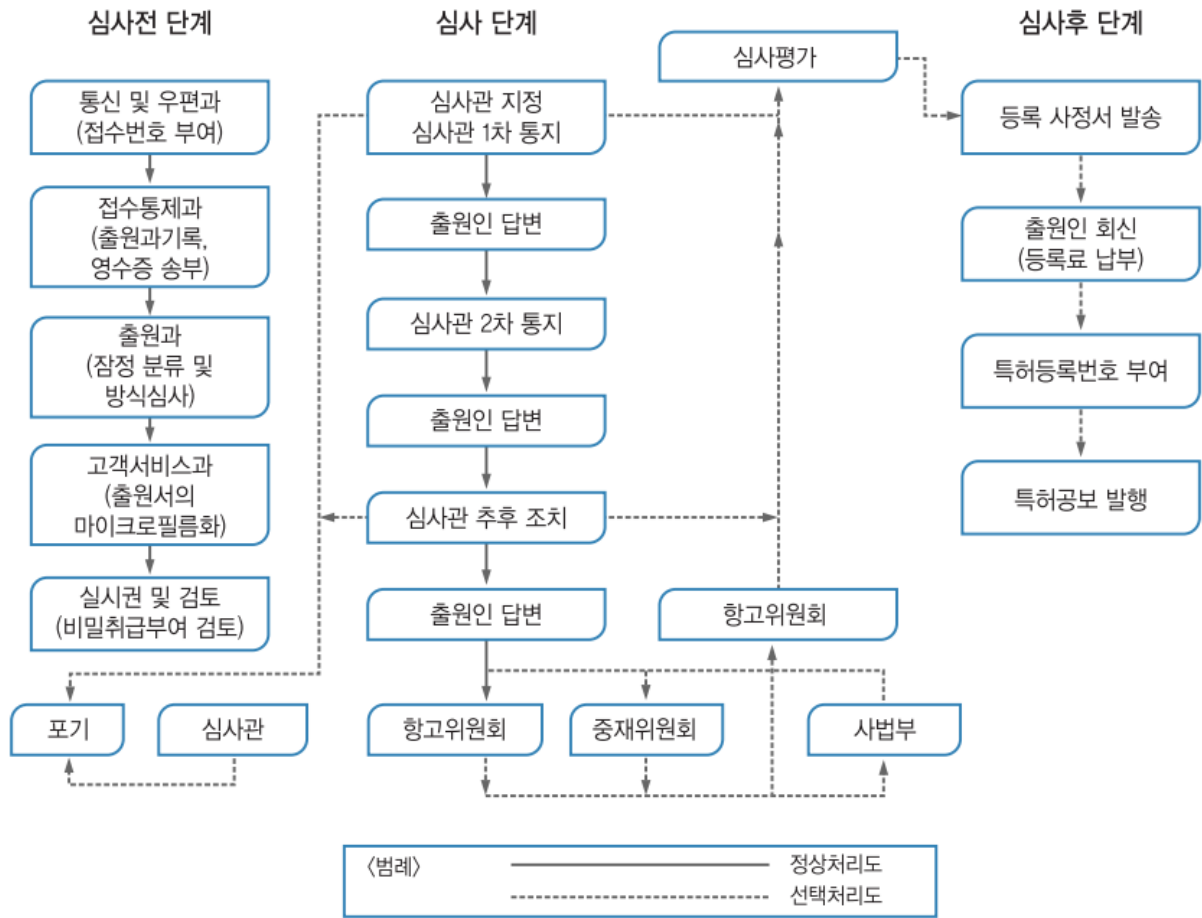 심사전 단계
통신 및 우편과
(접수번호 부여)
접수통제과
(출원과기록,
영수증 송부)
출원과
(잠정 분류 및
방식심사)
고객서비스과
(출원서의
마이크로필름화)
실시권 및 검토
(비밀취급부여 검토)
포기
심사관
심사 단계
심사관 지정
심사관 1차 통지
출원인 답변
심사관 2차 통지
출원인 답변
심사관 추후 조치
출원인 답변
항고위원회
중재위원회
사법부
항고위원회
심사평가
심사후 단계
등록 사정서 발송
출원인 회신
(등록료 납부)
특허등록번호 부여
특허공보 발행
〈범례〉
정상처리도
선택처리도